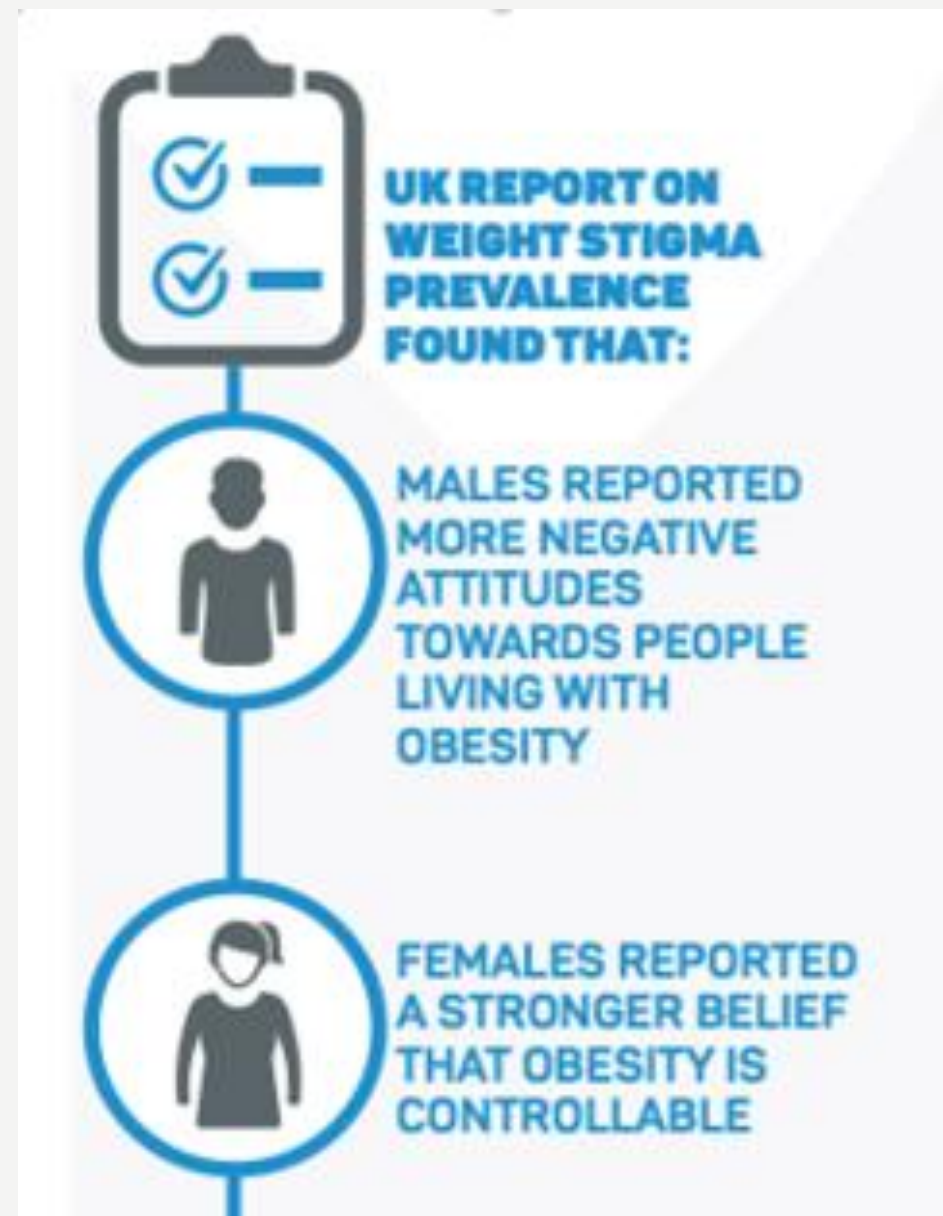 UK REPORT ON
WEIGHT STIGMA
PREVALENCE
FOUND THAT:
MALES REPORTED
MORE NEGATIVE
ATTITUDES
TOWARDS PEOPLE
LIVING WITH
OBESITY
FEMALES REPORTED
A STRONGER BELIEF
THAT OBESITY IS
CONTROLLABLE